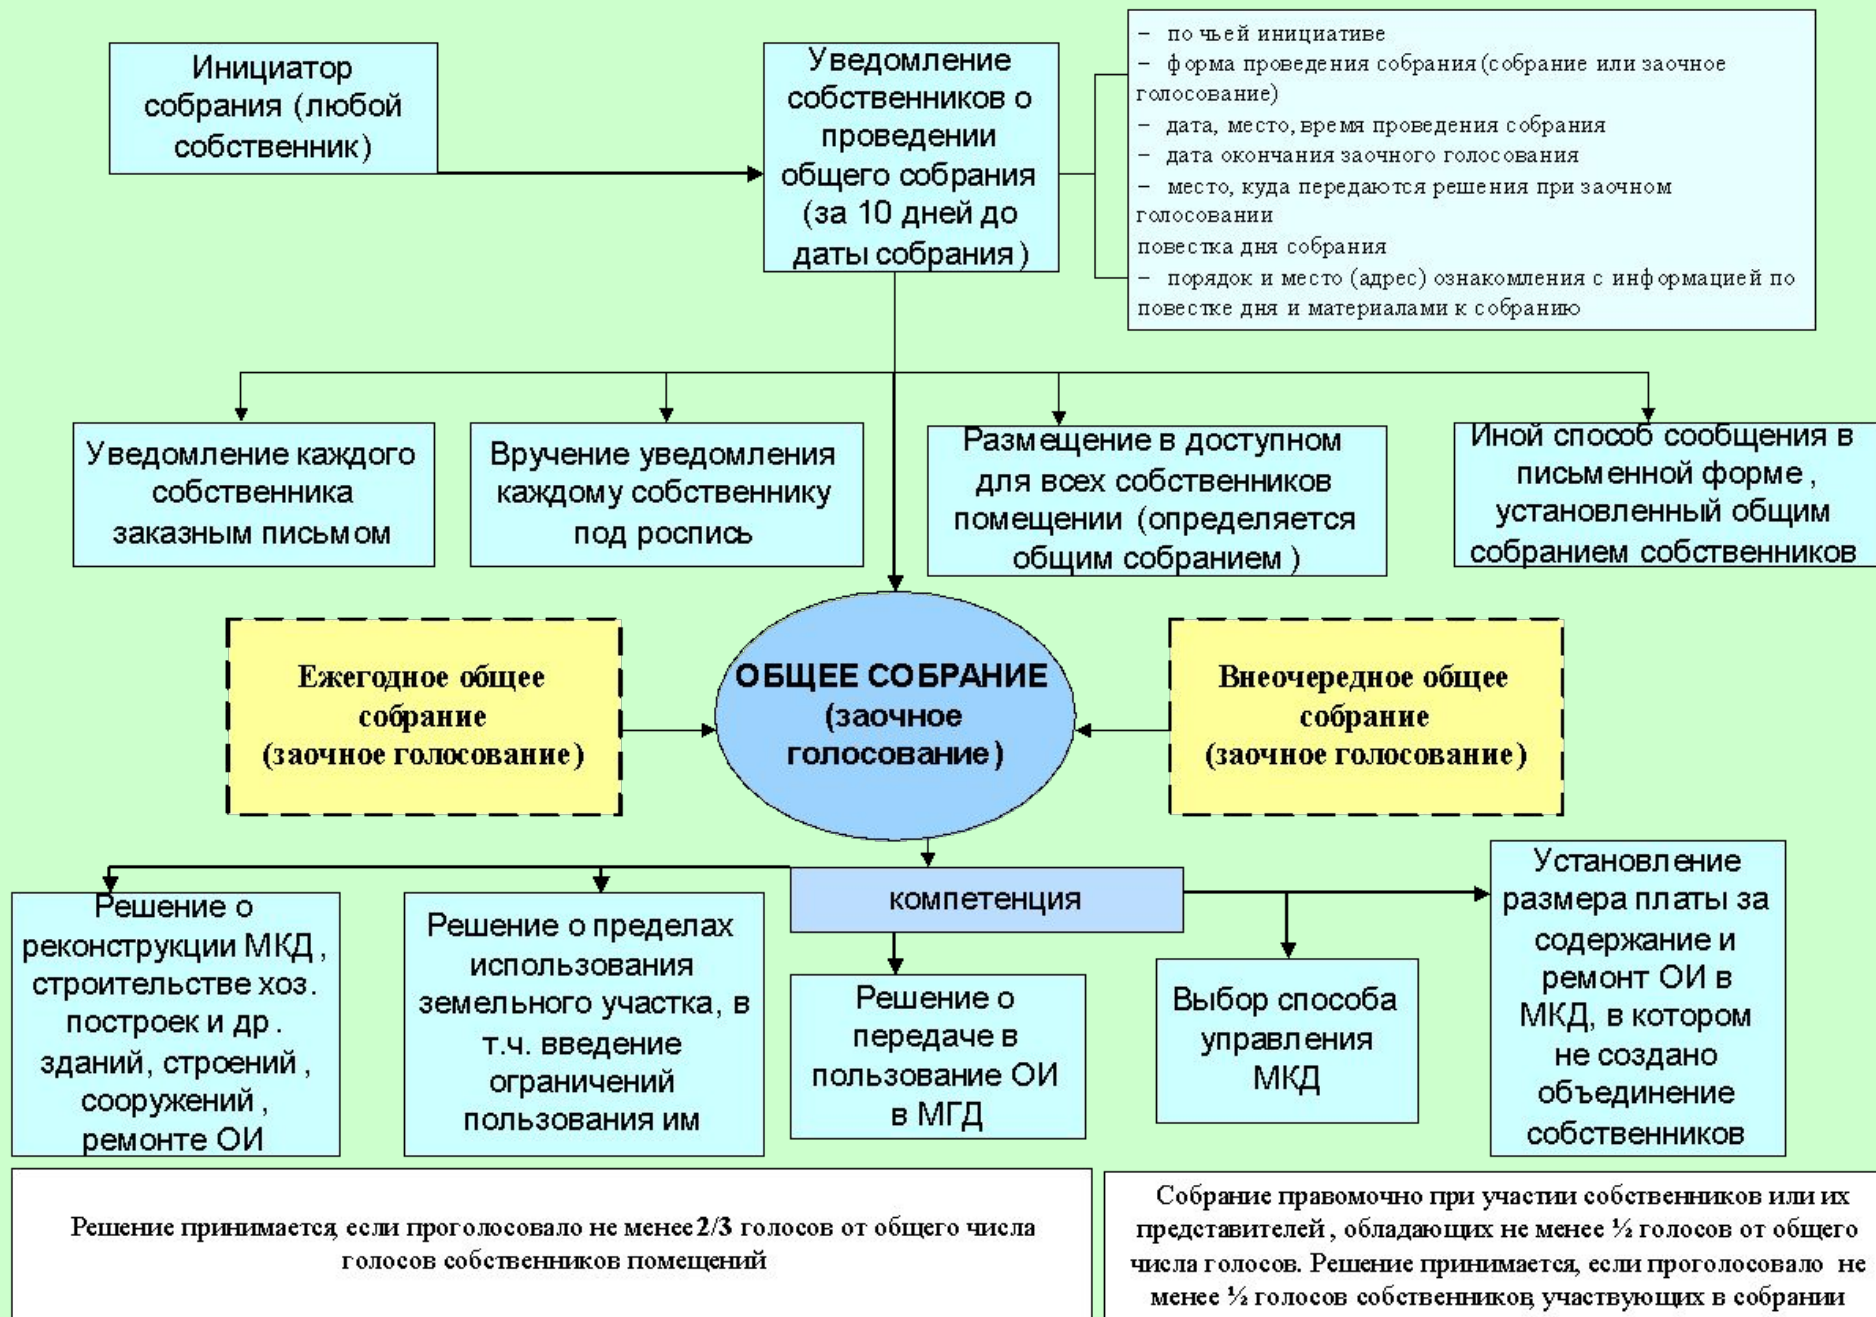 Инициатор
собрания (любой
собственник)
Уведомление
собственников о
проведении
общего собрания
(за 10 дней до
даты собрания)
– по чьей инициативе
– форма проведения собрания (собрание или заочное
голосование)
– дата, место, время проведения собрания
– дата окончания заочного голосования
– место, куда передаются решения при заочном
голосовании
повестка дня собрания
– порядок и место (адрес) ознакомления с информацией по
повестке дня и материалами к собранию
Уведомление каждого
собственника
заказным письмом
Вручение уведомления
каждому собственнику
под роспись
Размещение в доступном
для всех собственников
помещении (определяется
общим собранием)
Иной способ сообщения в
письменной форме,
установленный общим
собранием собственников
Ежегодное общее
собрание
(заочное голосование)
ОБЩЕЕ СОБРАНИЕ
(заочное
голосование)
Внеочередное общее
собрание
(заочное голосование)
компетенция
Решение о
реконструкции МКД,
строительстве хоз.
построек и др.
зданий, строений,
сооружений,
ремонте ОИ
Решение о пределах
использования
земельного участка, в
т.ч. введение
ограничений
пользования им
Решение о
передаче в
пользование ОИ
в МГД
Выбор способа
управления
МКД
Установление
размера платы за
содержание и
ремонт ОИ в
МКД, в котором
не создано
объединение
собственников
Решение принимается, если проголосовало не менее 2/3 голосов от общего числа
голосов собственников помещений
Собрание правомочно при участии собственников или их
представителей, обладающих не менее ½ голосов от общего
числа голосов. Решение принимается, если проголосовало не
менее ½ голосов собственников, участвующих в собрании